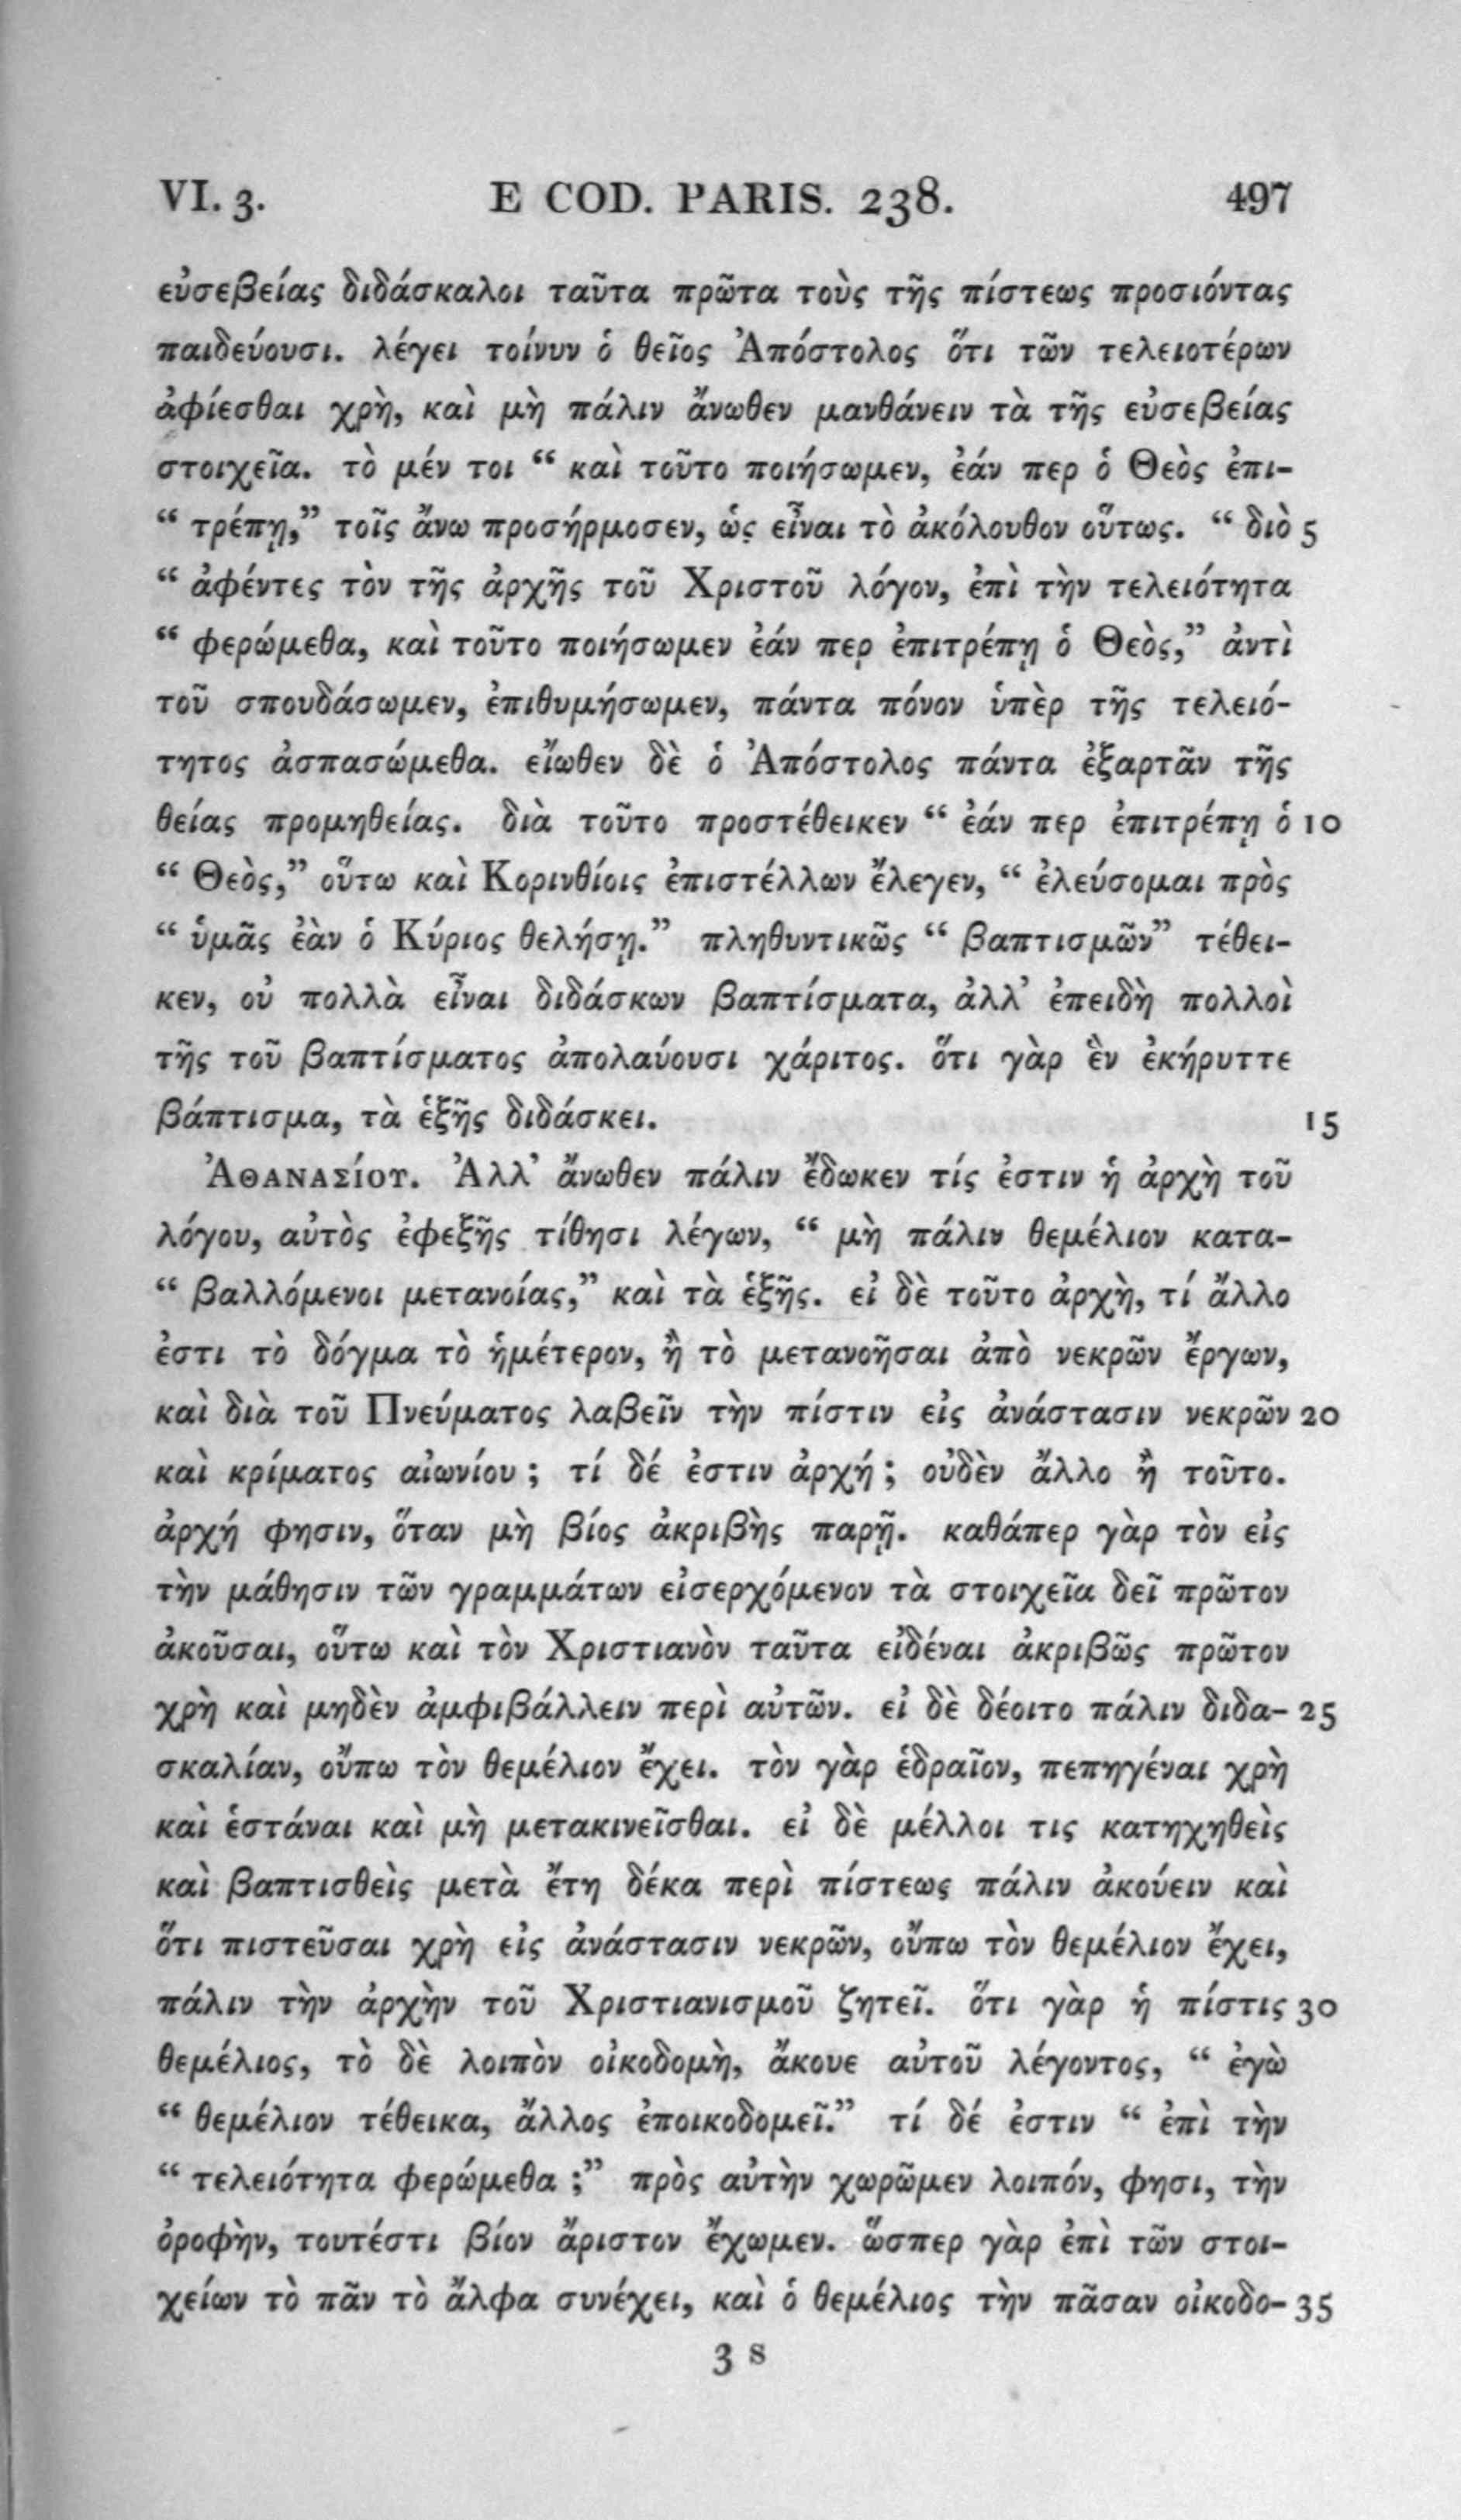 VI. 3. E COD. PARIS. 238. 497
εὐσεβείας διδάσκαλοι ταῦτα πρῶτα τοὺς τῆς πίστεως προσιόντας
παιδεύουσι. λέγει τοίνυν ὁ θεῖος Ἀπόστολος ὅτι τῶν τελειοτέρων
ἀφίεσθαι χρὴ, καὶ μὴ πάλιν ἄνωθεν μανθάνειν τὰ τῆς εὐσεβείας
στοιχεῖα. τὸ μέν τοι “ καὶ τοῦτο ποιήσωμεν, ἐάν περ ὁ Θεὸς ἐπι-
“ τρέπῃ,” τοῖς ἄνω προσήρμοσεν, ὡς εἶναι τὸ ἀκόλουθον οὕτως. “ διὸ 5
“ ἀφέντες τὸν τῆς ἀρχῆς τοῦ Χριστοῦ λόγον, ἐπὶ τὴν τελειότητα
“ φερώμεθα, καὶ τοῦτο ποιήσωμεν ἐάν περ ἐπιτρέπῃ ὁ Θεὸς,” ἀντὶ
τοῦ σπουδάσωμεν, ἐπιθυμήσωμεν, πάντα πόνον ὑπὲρ τῆς τελειό-
τητος ἀσπασώμεθα. εἴωθεν δὲ ὁ Ἀπόστολος πάντα ἐξαρτᾶν τῆς
θείας προμηθείας. διὰ τοῦτο προστέθεικεν “ ἐάν περ ἐπιτρέπῃ ὁ 10
“ Θεὸς,” οὕτω καὶ Κορινθίοις ἐπιστέλλων ἔλεγεν, “ ἐλεύσομαι πρὸς
“ ὑμᾶς ἐὰν ὁ Κύριος θελήσῃ.” πληθυντικῶς “ βαπτισμῶν” τέθει-
κεν, οὐ πολλὰ εἶναι διδάσκων βαπτίσματα, ἀλλ’ ἐπειδὴ πολλοὶ
τῆς τοῦ βαπτίσματος ἀπολαύουσι χάριτος. ὅτι γὰρ ἓν ἐκήρυττε
βάπτισμα, τὰ ἑξῆς διδάσκει. 15
ἈΘΑΝΑΣΊΟΥ. Ἀλλ’ ἄνωθεν πάλιν ἔδωκεν τίς ἐστιν ἡ ἀρχὴ τοῦ
λόγου, αὐτὸς ἐφεξῆς τίθησι λέγων, “ μὴ πάλιν θεμέλιον κατα-
“ βαλλόμενοι μετανοίας,” καὶ τὰ ἑξῆς. εἰ δὲ τοῦτο ἀρχὴ, τί ἄλλο
ἐστι τὸ δόγμα τὸ ἡμέτερον, ἢ τὸ μετανοῆσαι ἀπὸ νεκρῶν ἔργων,
καὶ διὰ τοῦ Πνεύματος λαβεῖν τὴν πίστιν εἰς ἀνάστασιν νεκρῶν 20
καὶ κρίματος αἰωνίου ; τί δέ ἐστιν ἀρχή ; οὐδὲν ἄλλο ἢ τοῦτο.
ἀρχή φησιν, ὅταν μὴ βίος ἀκριβὴς παρῇ. καθάπερ γὰρ τὸν εἰς
τὴν μάθησιν τῶν γραμμάτων εἰσερχόμενον τὰ στοιχεῖα δεῖ πρῶτον
ἀκοῦσαι, οὕτω καὶ τὸν Χριστιανὸν ταῦτα εἰδέναι ἀκριβῶς πρῶτον
χρὴ καὶ μηδὲν ἀμφιβάλλειν περὶ αὐτῶν. εἰ δὲ δέοιτο πάλιν διδα- 25
σκαλίαν, οὔπω τὸν θεμέλιον ἔχει. τὸν γὰρ ἑδραῖον, πεπηγέναι χρὴ
καὶ ἑστάναι καὶ μὴ μετακινεῖσθαι. εἰ δὲ μέλλοι τις κατηχηθεὶς
καὶ βαπτισθεὶς μετὰ ἔτη δέκα περὶ πίστεως πάλιν ἀκούειν καὶ
ὅτι πιστεῦσαι χρὴ εἰς ἀνάστασιν νεκρῶν, οὔπω τὸν θεμέλιον ἔχει,
πάλιν τὴν ἀρχὴν τοῦ Χριστιανισμοῦ ζητεῖ. ὅτι γὰρ ἡ πίστις 30
θεμέλιος, τὸ δὲ λοιπὸν οἰκοδομὴ, ἄκουε αὐτοῦ λέγοντος, “ ἐγὼ
“ θεμέλιον τέθεικα, ἄλλος ἐποικοδομεῖ.” τί δέ ἐστιν “ ἐπὶ τὴν
“ τελειότητα φερώμεθα ;” πρὸς αὐτὴν χωρῶμεν λοιπόν, φησι, τὴν
ὀροφὴν, τουτέστι βίον ἄριστον ἔχωμεν. ὥσπερ γὰρ ἐπὶ τῶν στοι-
χείων τὸ πᾶν τὸ ἄλφα συνέχει, καὶ ὁ θεμέλιος τὴν πᾶσαν οἰκοδο- 35
3 S